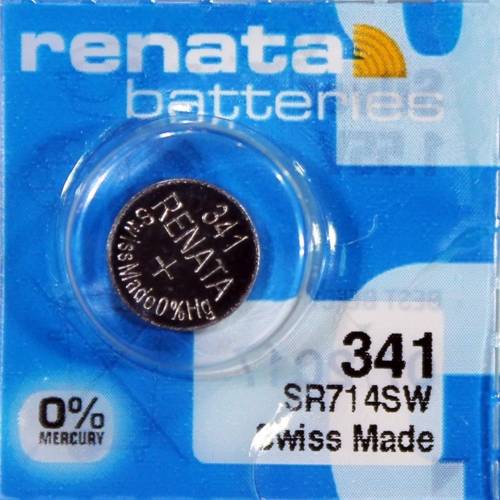 renata
batteries
341
RENATA
+
Swiss Made 0% Hg
341
SR714SW
Swiss Made
0%
MERCURY